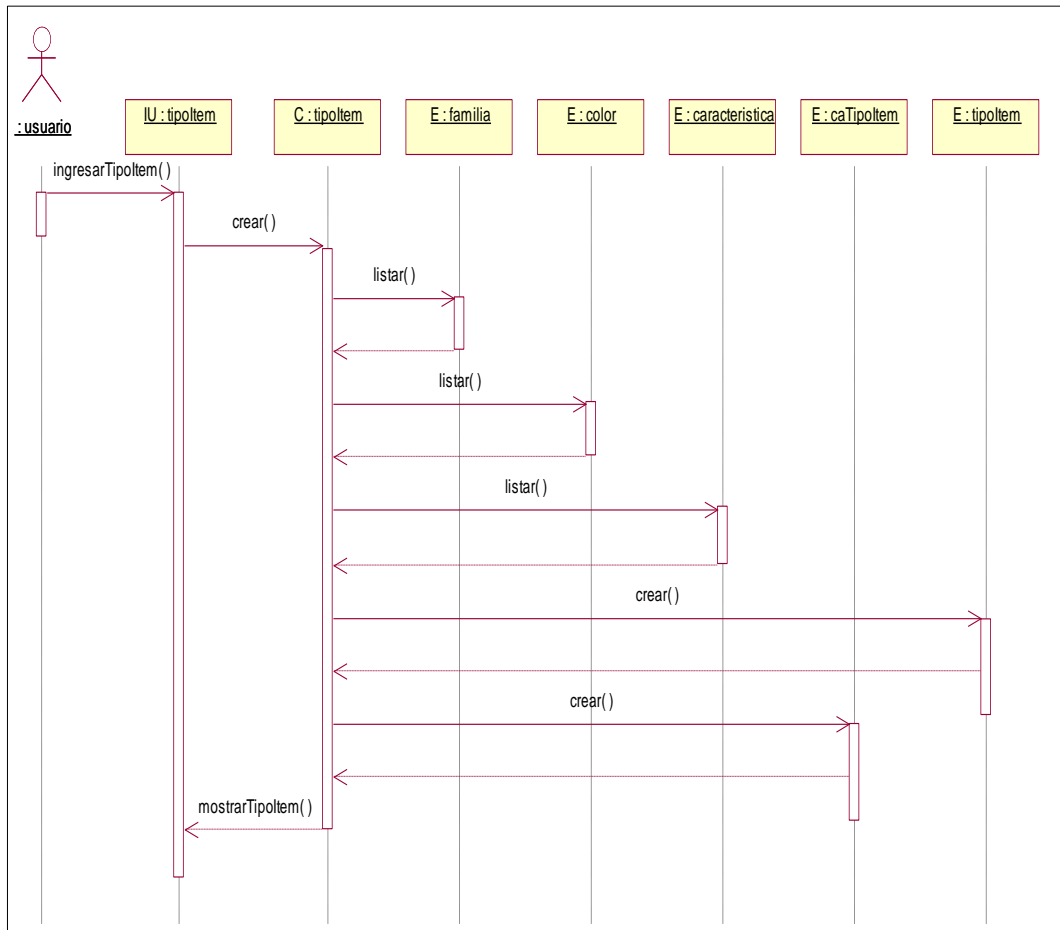 : usuario
IU : tipoItem
C : tipoItem
E : familia
E : color
E : caracteristica
E : caTipoItem
E : tipoItem
ingresarTipoItem( )
crear( )
listar( )
listar( )
listar( )
crear( )
crear( )
mostrarTipoItem( )